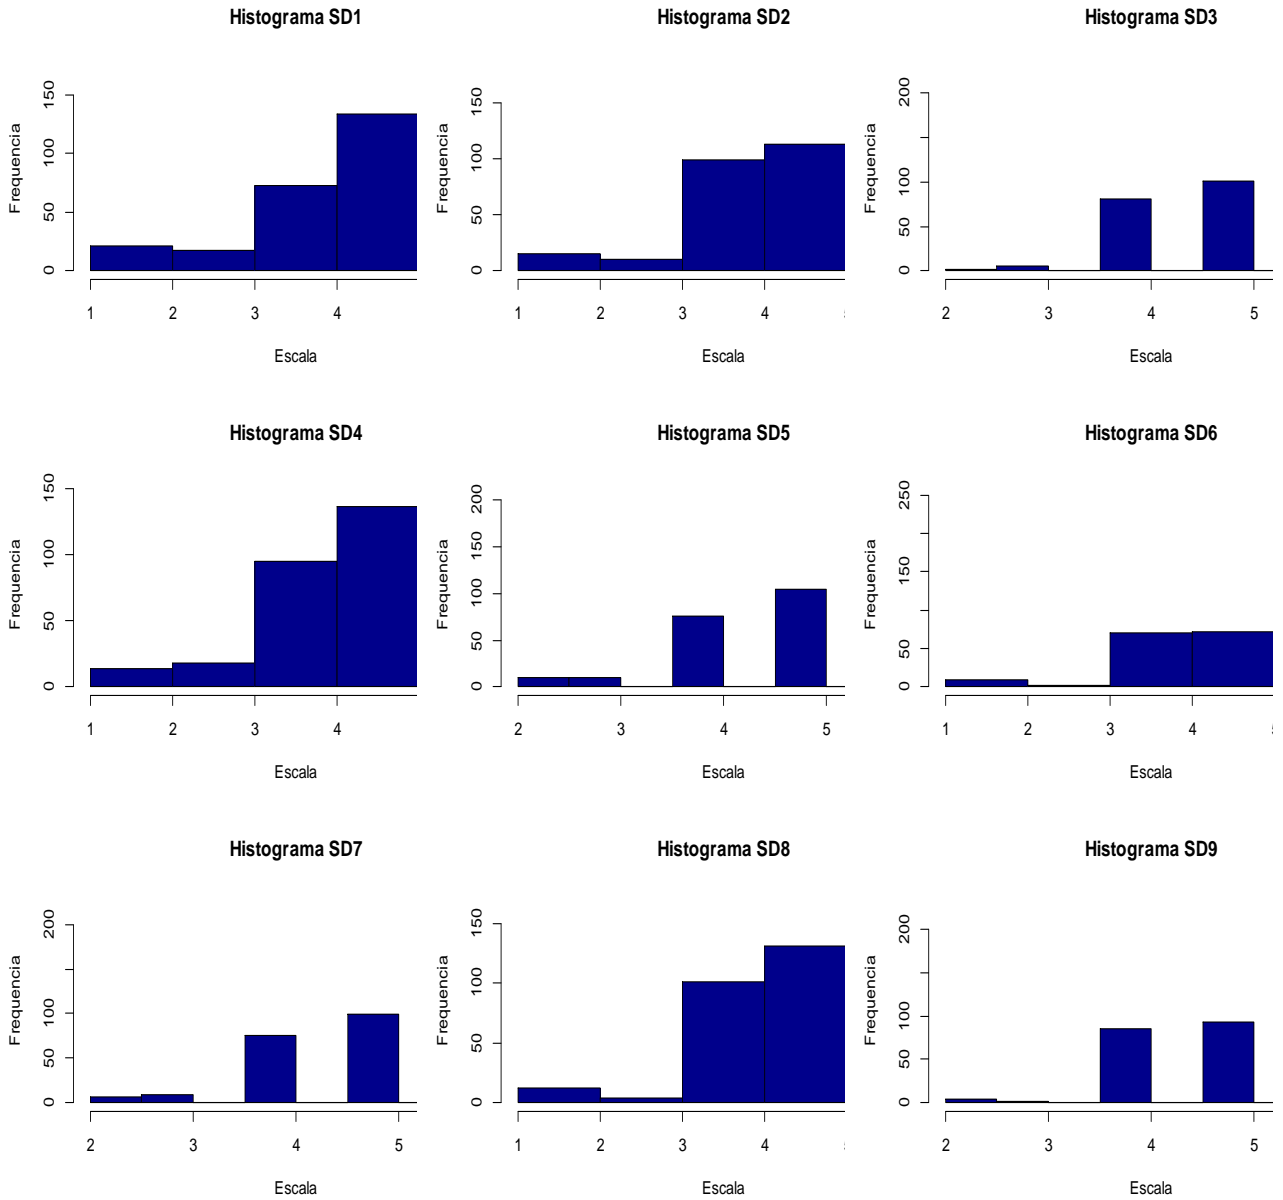 Histograma SD1
Histograma SD2
Histograma SD3
Frequencia
0 50 100 150
1 2 3 4
Escala
Frequencia
0 50 100 150
1 2 3 4
Escala
Frequencia
0 50 100 200
2 3 4 5
Escala
Histograma SD4
Histograma SD5
Histograma SD6
Frequencia
0 50 100 150
1 2 3 4
Escala
Frequencia
0 50 100 150 200
2 3 4 5
Escala
Frequencia
0 50 150 250
1 2 3 4
Escala
Histograma SD7
Histograma SD8
Histograma SD9
Frequencia
0 50 100 200
2 3 4 5
Escala
Frequencia
0 50 100 150
1 2 3 4
Escala
Frequencia
0 50 100 200
2 3 4 5
Escala